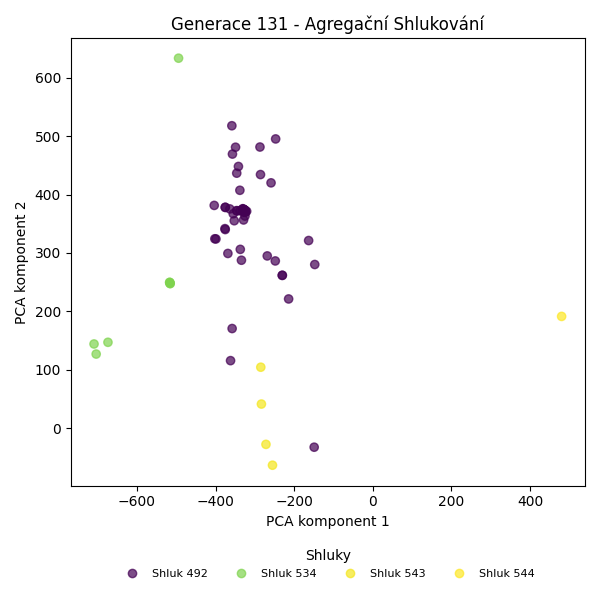 Generace 131 - Agregační Shlukování
PCA komponent 2
600
500
400
300
200
100
0
−600
−400
−200
0
200
400
PCA komponent 1
Shluky
Shluk 492
Shluk 534
Shluk 543
Shluk 544